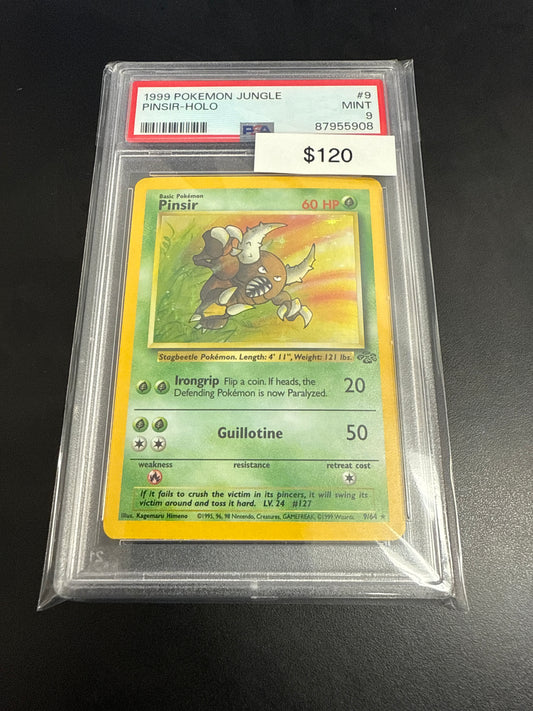 1999 POKEMON JUNGLE #9
PINSIR-HOLO MINT
9
PSA 87955908
$120
Basic Pokémon
Pinsir 60 HP
Stagbeetle Pokémon. Length: 4' 11", Weight: 121 lbs.
Irongrip Flip a coin. If heads, the 20
Defending Pokémon is now Paralyzed.
Guillotine 50
weakness resistance retreat cost
If it fails to crush the victim in its pincers, it will swing its
victim around and toss it hard. LV. 24 #127
Illus. Kagemaru Himeno ©1995, 96, 98 Nintendo, Creatures, GAMEFREAK. ©1999 Wizards. 9/64 ★